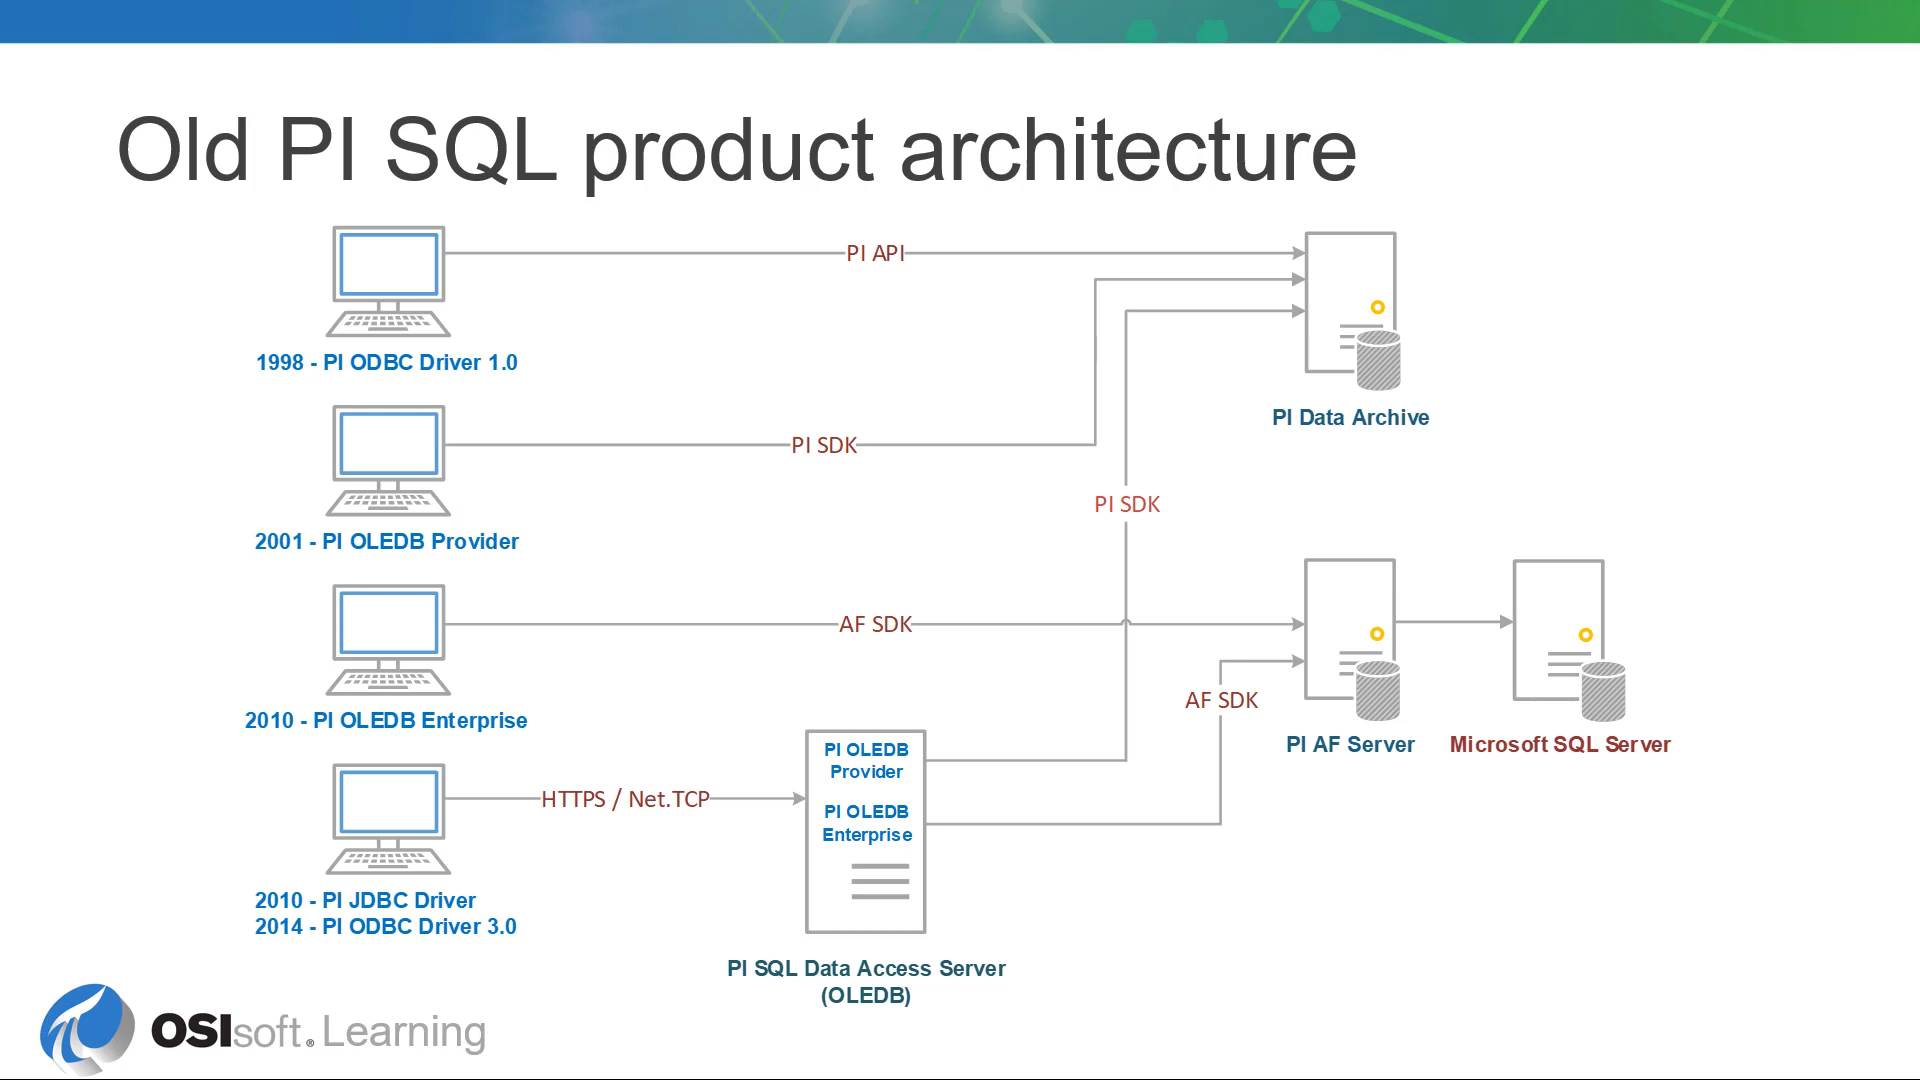 Old PI SQL product architecture
PI API
1998 - PI ODBC Driver 1.0
PI Data Archive
PI SDK
PI SDK
2001 - PI OLEDB Provider
AF SDK
AF SDK
2010 - PI OLEDB Enterprise
PI AF Server
Microsoft SQL Server
PI OLEDB
Provider
HTTPS / Net.TCP
PI OLEDB
Enterprise
2010 - PI JDBC Driver
2014 - PI ODBC Driver 3.0
PI SQL Data Access Server
(OLEDB)
OSIsoft® Learning